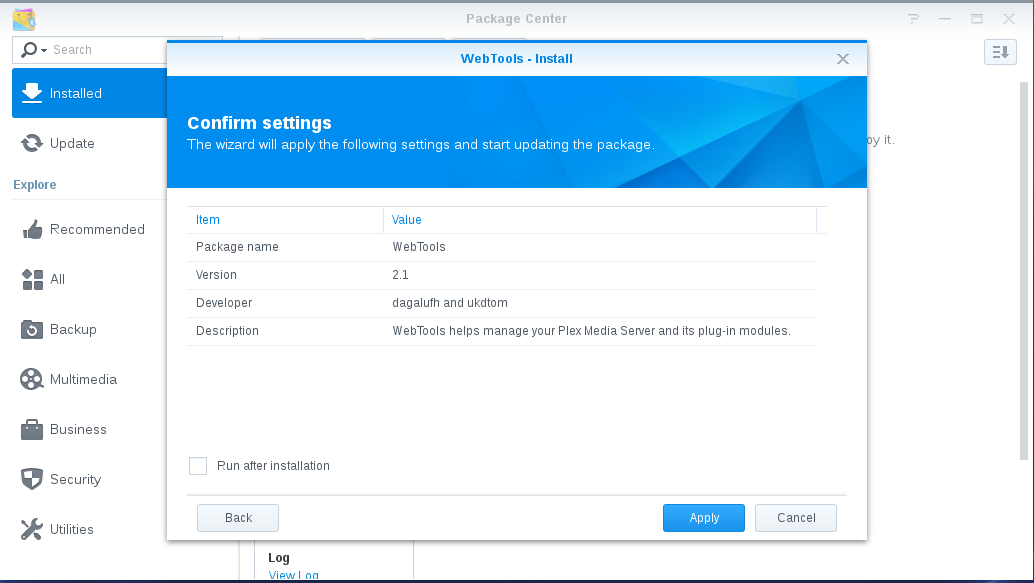 Package Center
Search
WebTools - Install
Installed
Confirm settings
The wizard will apply the following settings and start updating the package.
Update
Explore
Item Value
Recommended
Package name WebTools
Version 2.1
All
Developer dagalufh and ukdtom
Backup
Description WebTools helps manage your Plex Media Server and its plug-in modules.
Multimedia
Business
Run after installation
Security
Back Apply Cancel
Utilities
Log
View Log
it.